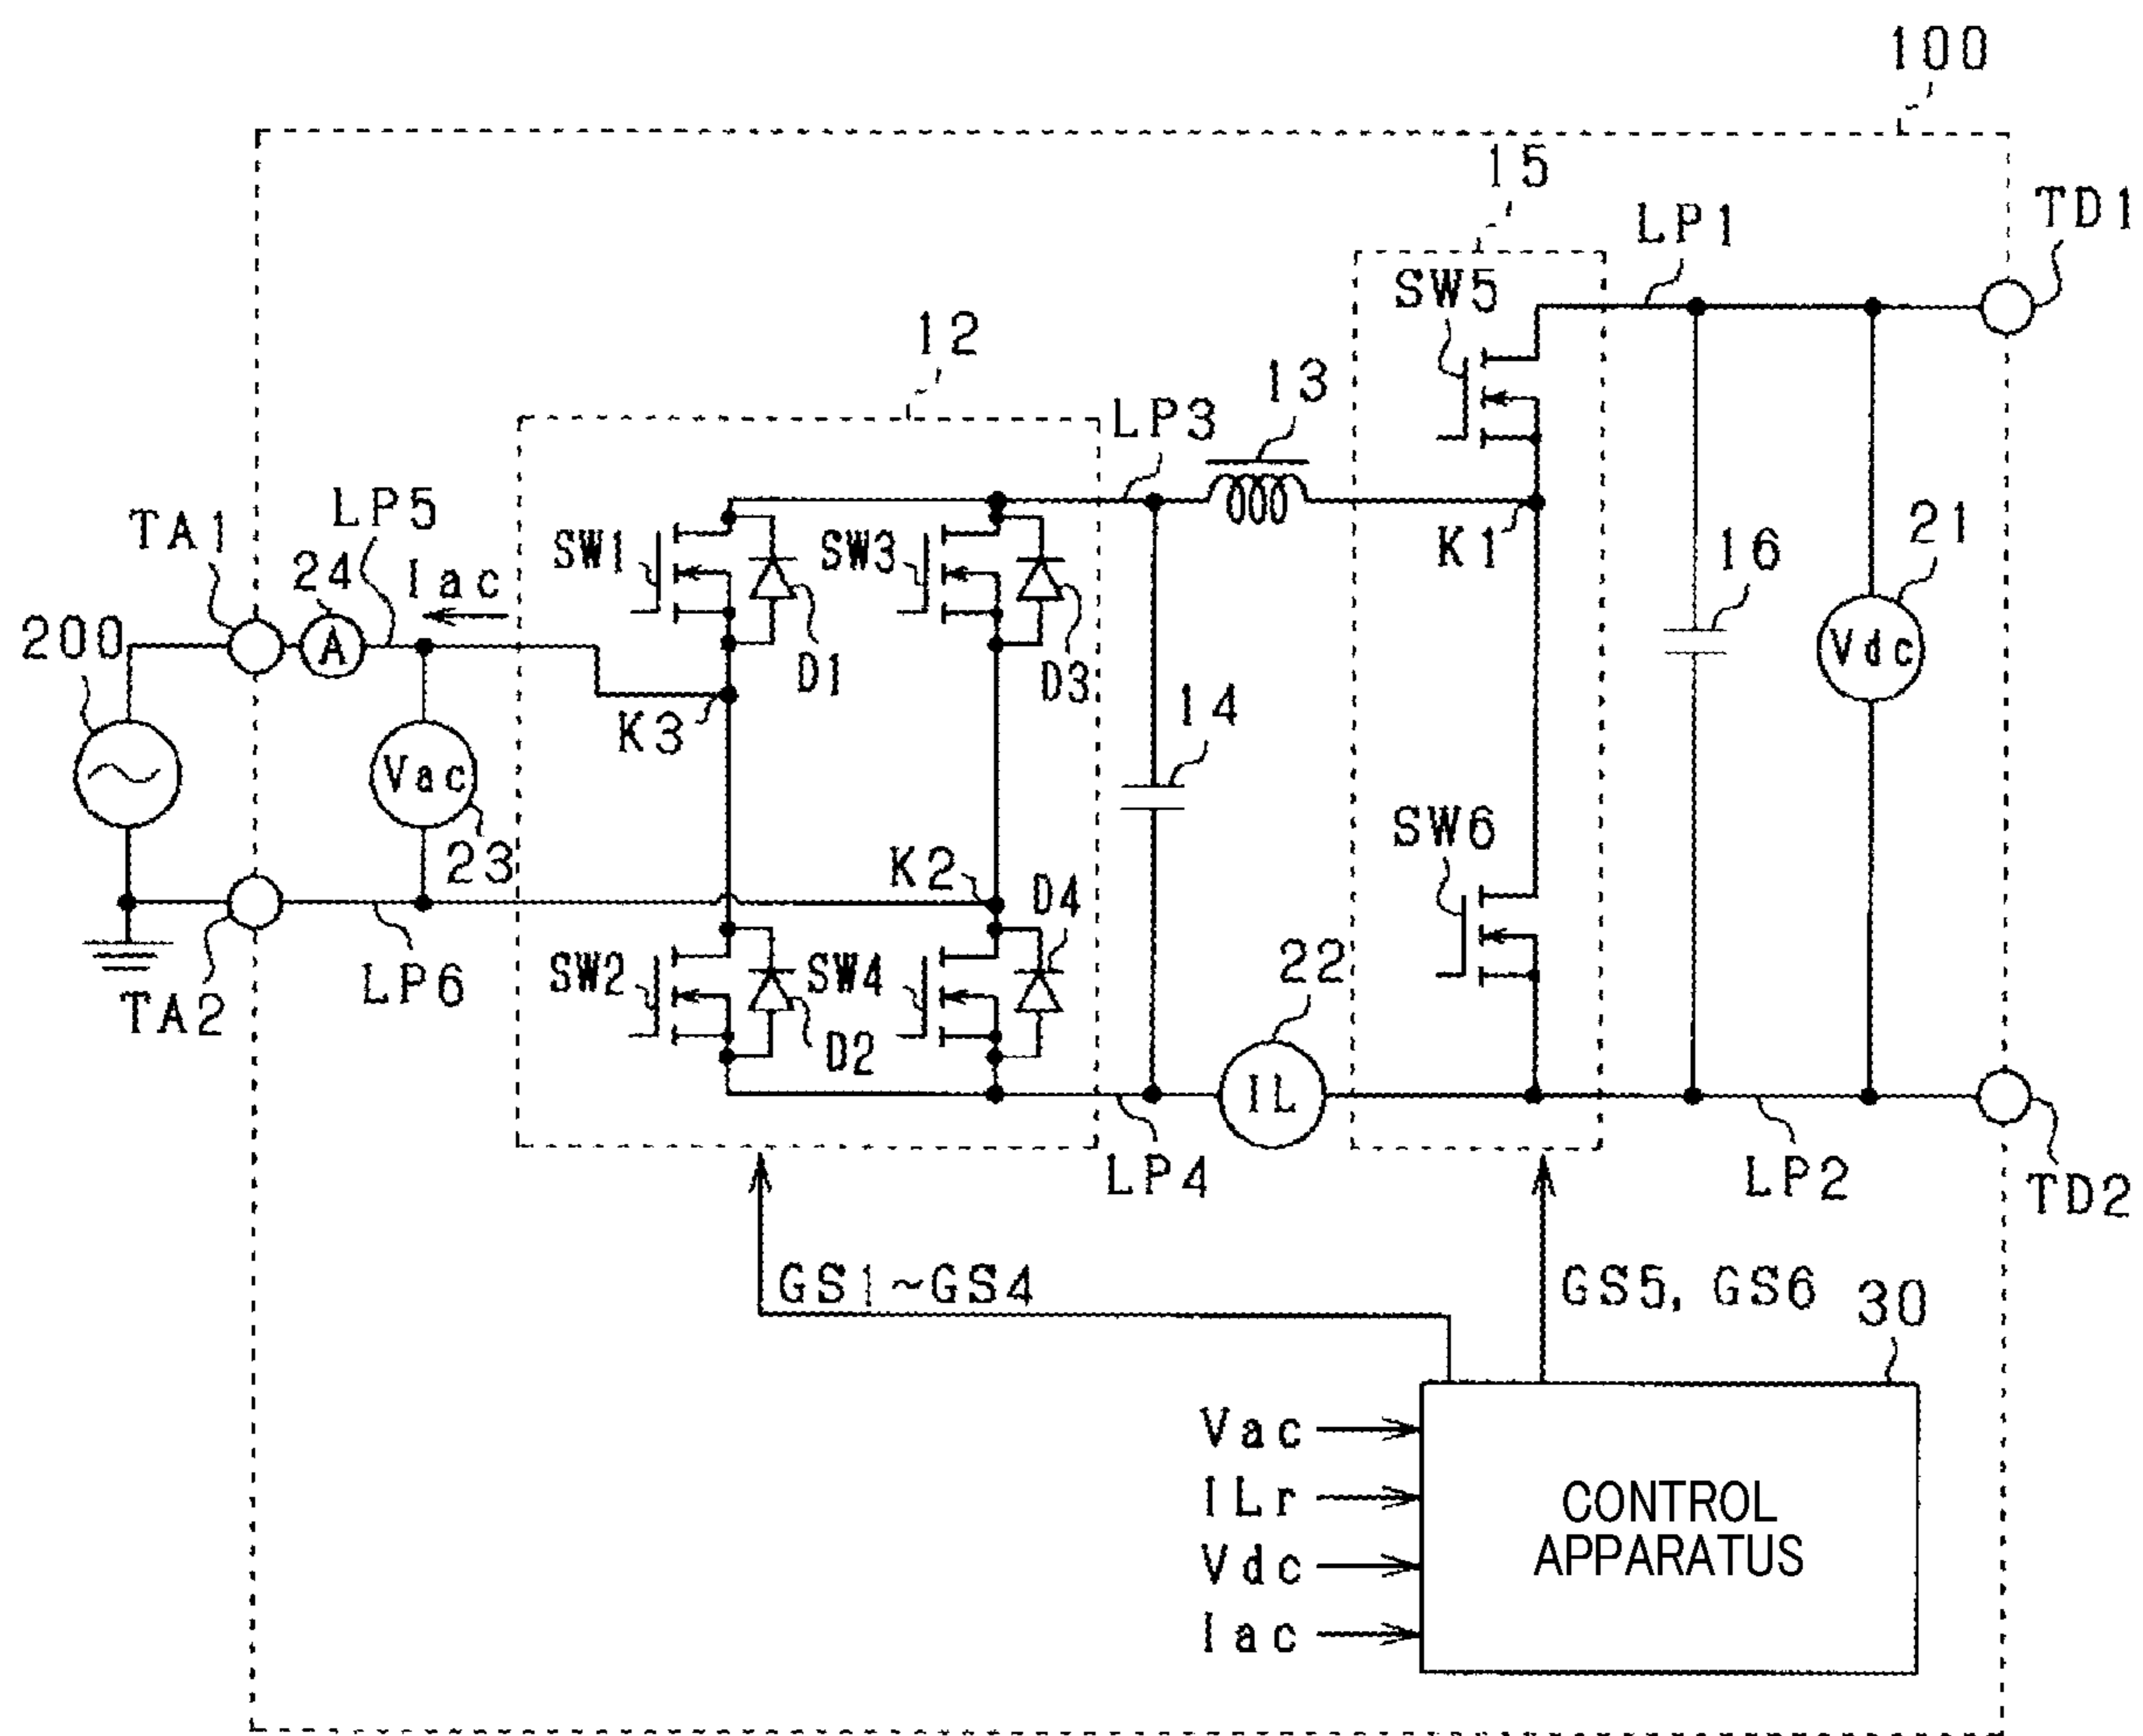 100
15
TD1
LP1
SW5
12
13
LP3
21
16
K1
LP5
TA1
24
Iac
SW1
SW3
200
A
D1
D3
Vdc
K3
14
Vac
SW6
23
K2
D4
22
SW2
SW4
LP6
TA2
D2
IL
LP4
LP2
TD2
GS1~GS4
GS5, GS6
30
Vac
ILr
Vdc
Iac
CONTROL
APPARATUS